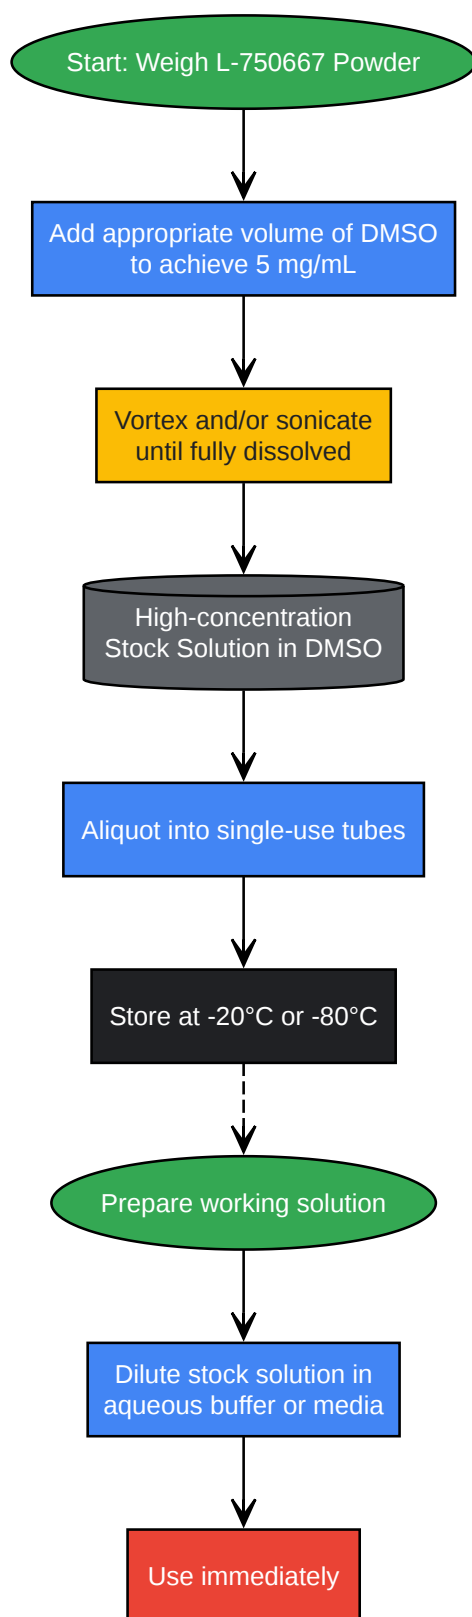 Start: Weigh L-750667 Powder
Add appropriate volume of DMSO
to achieve 5 mg/mL
Vortex and/or sonicate
until fully dissolved
High-concentration
Stock Solution in DMSO
Aliquot into single-use tubes
Store at -20°C or -80°C
Prepare working solution
Dilute stock solution in
aqueous buffer or media
Use immediately